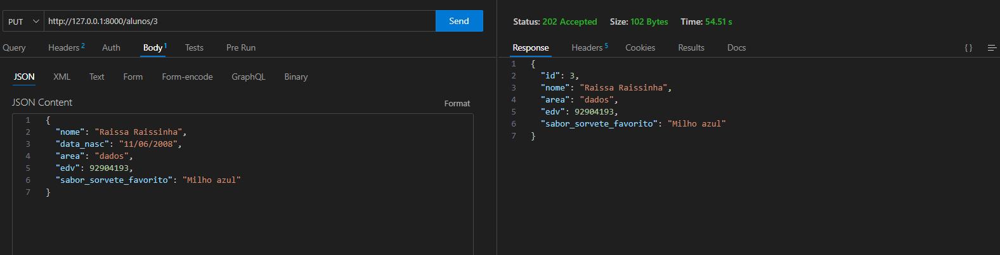 PUT http://127.0.0.1:8000/alunos/3 Send
Query Headers 2 Auth Body 1 Tests Pre Run
JSON XML Text Form Form-encode GraphQL Binary
JSON Content Format
1 {
2 "nome": "Raissa Raissinha",
3 "data_nasc": "11/06/2008",
4 "area": "dados",
5 "edv": 92904193,
6 "sabor_sorvete_favorito": "Milho azul"
7 }
Status: 202 Accepted Size: 102 Bytes Time: 54.51 s
Response Headers 5 Cookies Results Docs {}
1 {
2 "id": 3,
3 "nome": "Raissa Raissinha",
4 "area": "dados",
5 "edv": 92904193,
6 "sabor_sorvete_favorito": "Milho azul"
7 }